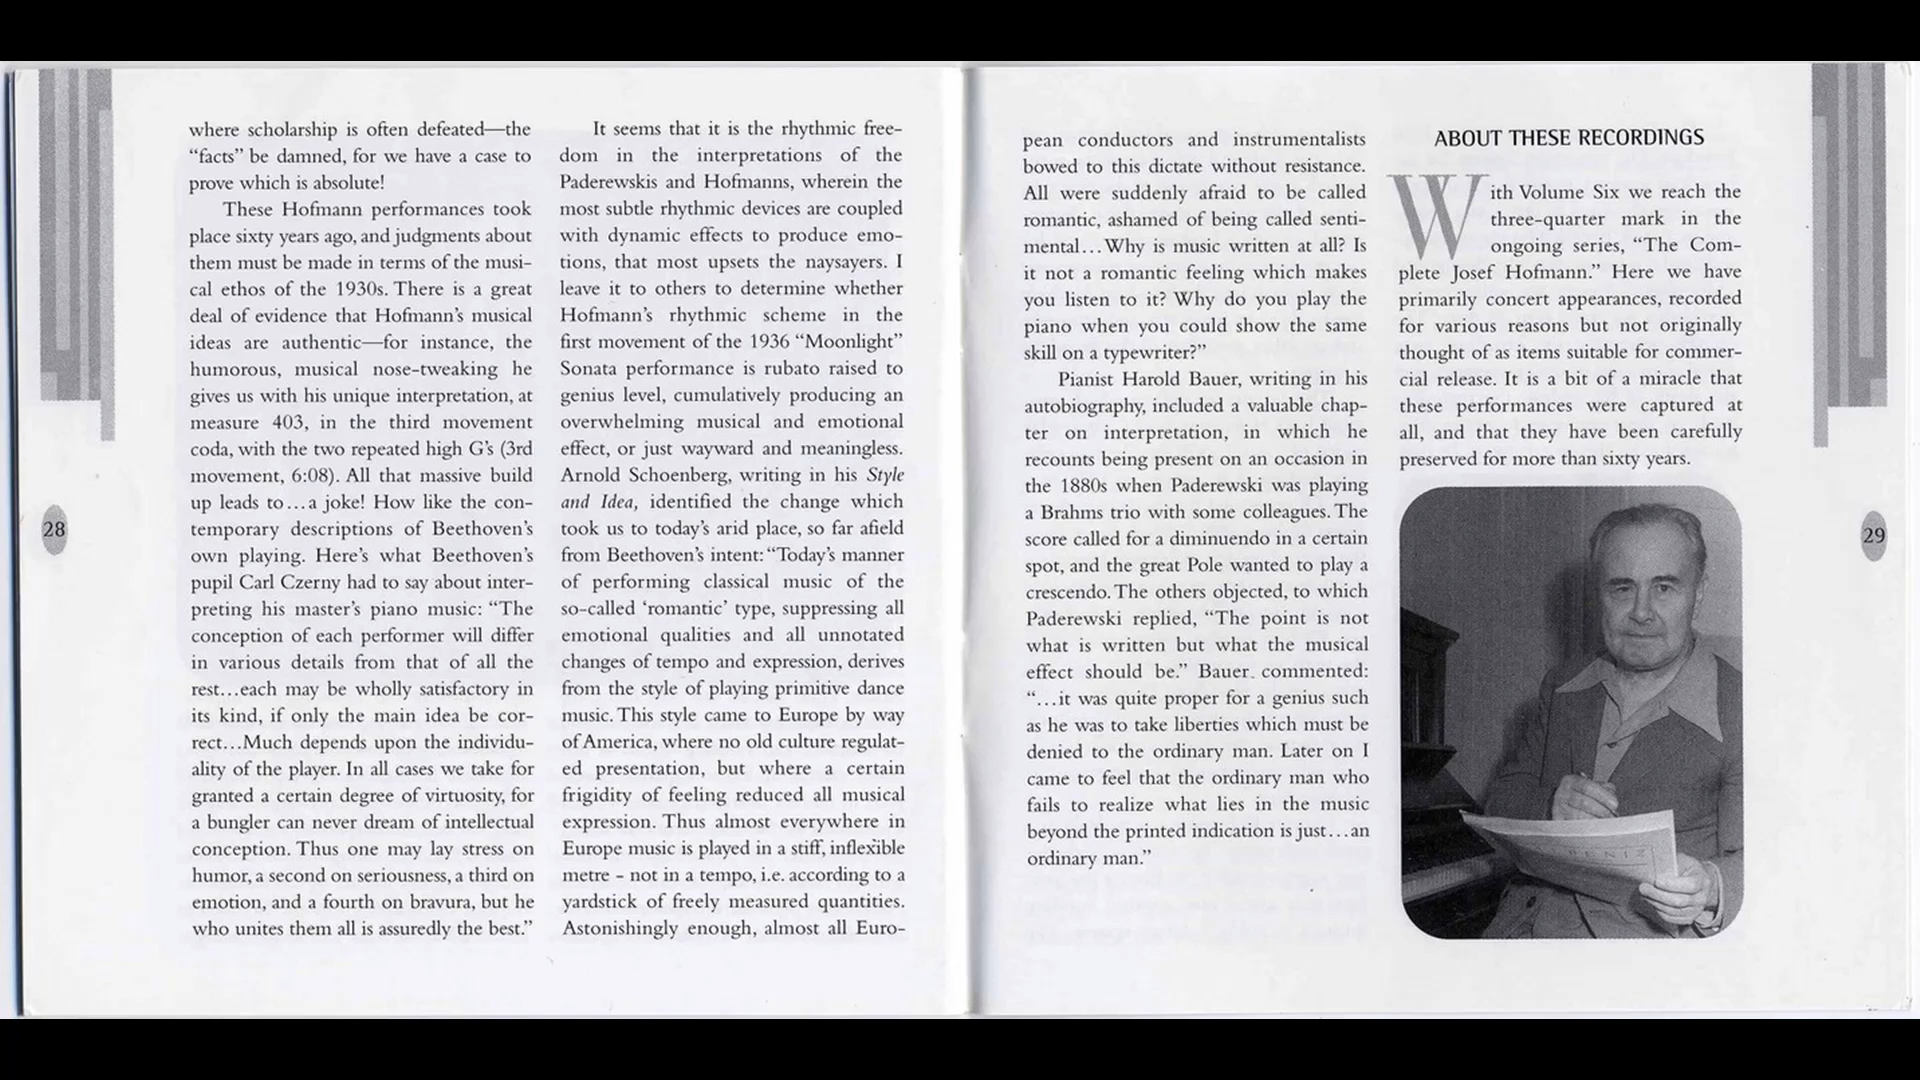 where scholarship is often defeated—the
“facts” be damned, for we have a case to
prove which is absolute!
These Hofmann performances took
place sixty years ago, and judgments about
them must be made in terms of the musi-
cal ethos of the 1930s. There is a great
deal of evidence that Hofmann’s musical
ideas are authentic—for instance, the
humorous, musical nose-tweaking he
gives us with his unique interpretation, at
measure 403, in the third movement
coda, with the two repeated high G’s (3rd
movement, 6:08). All that massive build
up leads to…a joke! How like the con-
temporary descriptions of Beethoven’s
own playing. Here’s what Beethoven’s
pupil Carl Czerny had to say about inter-
preting his master’s piano music: “The
conception of each performer will differ
in various details from that of all the
rest…each may be wholly satisfactory in
its kind, if only the main idea be cor-
rect…Much depends upon the individu-
ality of the player. In all cases we take for
granted a certain degree of virtuosity, for
a bungler can never dream of intellectual
conception. Thus one may lay stress on
humor, a second on seriousness, a third on
emotion, and a fourth on bravura, but he
who unites them all is assuredly the best.”
28
It seems that it is the rhythmic free-
dom in the interpretations of the
Paderewskis and Hofmanns, wherein the
most subtle rhythmic devices are coupled
with dynamic effects to produce emo-
tions, that most upsets the naysayers. I
leave it to others to determine whether
Hofmann’s rhythmic scheme in the
first movement of the 1936 “Moonlight”
Sonata performance is rubato raised to
genius level, cumulatively producing an
overwhelming musical and emotional
effect, or just wayward and meaningless.
Arnold Schoenberg, writing in his Style
and Idea, identified the change which
took us to today’s arid place, so far afield
from Beethoven’s intent: “Today’s manner
of performing classical music of the
so-called ‘romantic’ type, suppressing all
emotional qualities and all unnotated
changes of tempo and expression, derives
from the style of playing primitive dance
music. This style came to Europe by way
of America, where no old culture regulat-
ed presentation, but where a certain
frigidity of feeling reduced all musical
expression. Thus almost everywhere in
Europe music is played in a stiff, inflexible
metre - not in a tempo, i.e. according to a
yardstick of freely measured quantities.
Astonishingly enough, almost all Euro-
pean conductors and instrumentalists
bowed to this dictate without resistance.
All were suddenly afraid to be called
romantic, ashamed of being called senti-
mental…Why is music written at all? Is
it not a romantic feeling which makes
you listen to it? Why do you play the
piano when you could show the same
skill on a typewriter?”
Pianist Harold Bauer, writing in his
autobiography, included a valuable chap-
ter on interpretation, in which he
recounts being present on an occasion in
the 1880s when Paderewski was playing
a Brahms trio with some colleagues. The
score called for a diminuendo in a certain
spot, and the great Pole wanted to play a
crescendo. The others objected, to which
Paderewski replied, “The point is not
what is written but what the musical
effect should be.” Bauer commented:
“…it was quite proper for a genius such
as he was to take liberties which must be
denied to the ordinary man. Later on I
came to feel that the ordinary man who
fails to realize what lies in the music
beyond the printed indication is just…an
ordinary man.”
ABOUT THESE RECORDINGS
With Volume Six we reach the
three-quarter mark in the
ongoing series, “The Com-
plete Josef Hofmann.” Here we have
primarily concert appearances, recorded
for various reasons but not originally
thought of as items suitable for commer-
cial release. It is a bit of a miracle that
these performances were captured at
all, and that they have been carefully
preserved for more than sixty years.
29